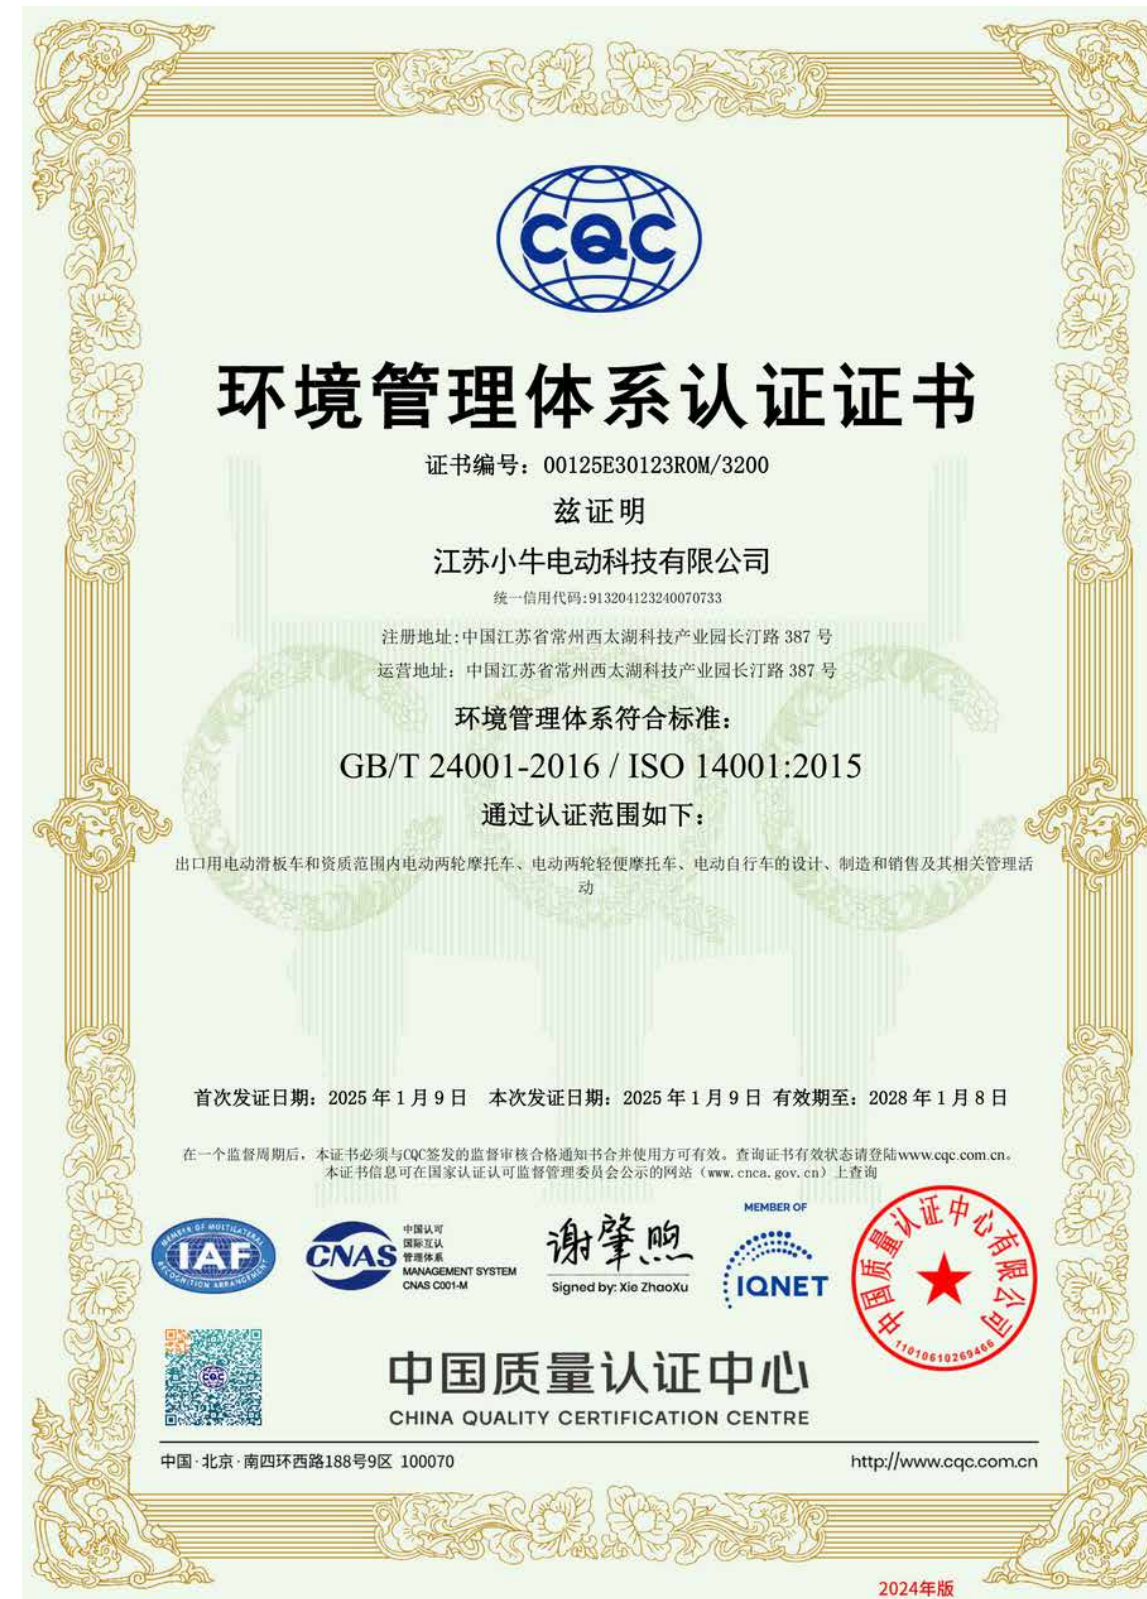 CQC
环境管理体系认证证书
证书编号：00125E30123R0M/3200
兹证明
江苏小牛电动科技有限公司
统一信用代码:913204123240070733
注册地址:中国江苏省常州西太湖科技产业园长汀路 387 号
运营地址：中国江苏省常州西太湖科技产业园长汀路 387 号
环境管理体系符合标准：
GB/T 24001-2016 / ISO 14001:2015
通过认证范围如下：
出口用电动滑板车和资质范围内电动两轮摩托车、电动两轮轻便摩托车、电动自行车的设计、制造和销售及其相关管理活
动
首次发证日期：2025 年 1 月 9 日 本次发证日期：2025 年 1 月 9 日 有效期至：2028 年 1 月 8 日
在一个监督周期后，本证书必须与CQC签发的监督审核合格通知书合并使用方可有效。查询证书有效状态请登陆www.cqc.com.cn。
本证书信息可在国家认证认可监督管理委员会公示的网站（www.cnca.gov.cn）上查询
MEMBER OF MULTILATERAL
IAF
RECOGNITION ARRANGEMENT
CNAS
中国认可
国际互认
管理体系
MANAGEMENT SYSTEM
CNAS C001-M
谢肇煦
Signed by: Xie ZhaoXu
MEMBER OF
IQNET
中国质量认证中心有限公司
11010610269466
CQC
中国质量认证中心
CHINA QUALITY CERTIFICATION CENTRE
中国·北京·南四环西路188号9区 100070
http://www.cqc.com.cn
2024年版